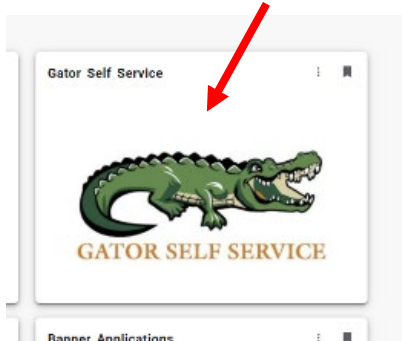 Gator Self Service
GATOR SELF SERVICE
Banner Applications